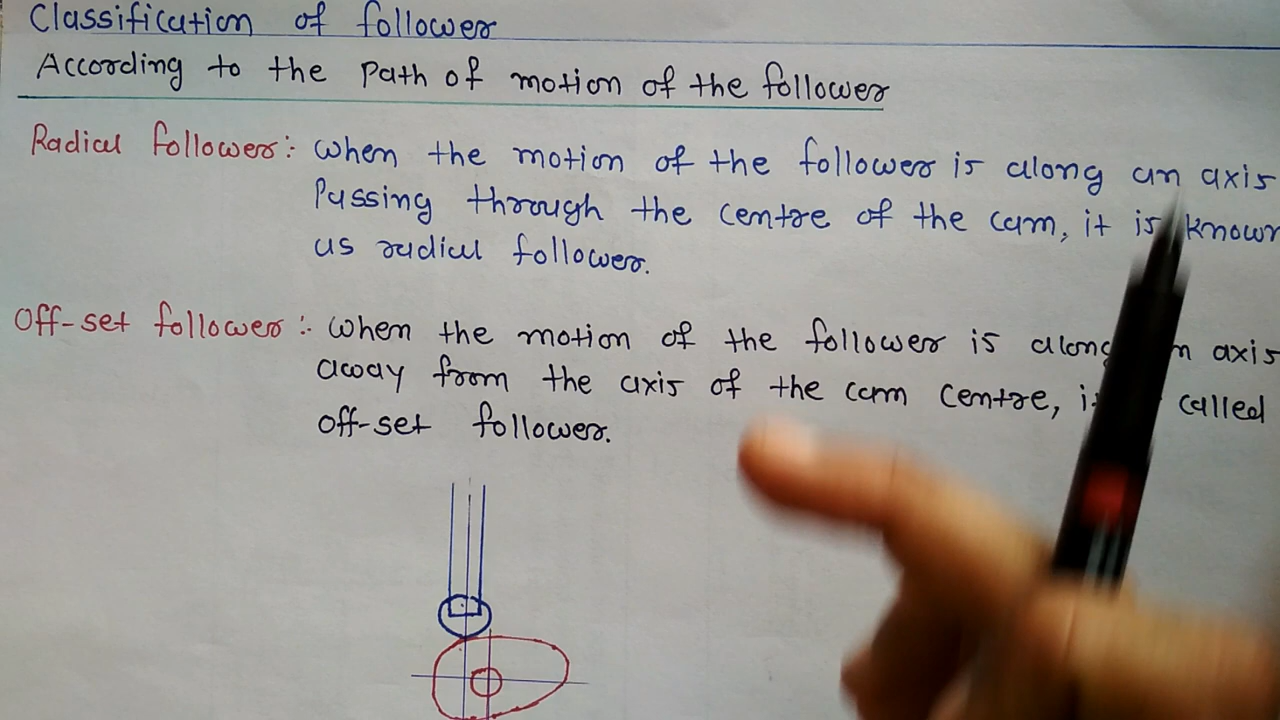 Classification of follower
According to the Path of motion of the follower
Radial follower: when the motion of the follower is along an axis
Passing through the centre of the cam, it is known
as radial follower.
Off-set follower: when the motion of the follower is along axis
away from the axis of the cam centre, called
off-set follower.